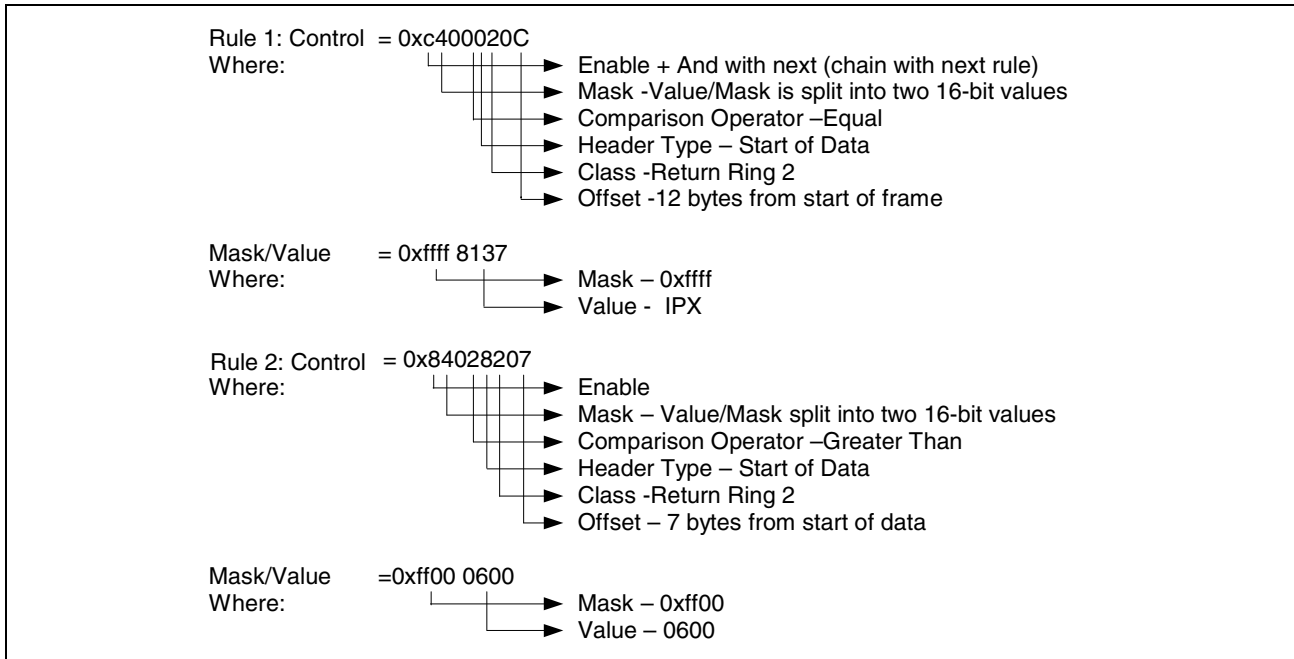 Rule 1: Control = 0xc400020C
Where:
Enable + And with next (chain with next rule)
Mask -Value/Mask is split into two 16-bit values
Comparison Operator –Equal
Header Type – Start of Data
Class -Return Ring 2
Offset -12 bytes from start of frame
Mask/Value = 0xffff 8137
Where:
Mask – 0xffff
Value - IPX
Rule 2: Control = 0x84028207
Where:
Enable
Mask – Value/Mask split into two 16-bit values
Comparison Operator –Greater Than
Header Type – Start of Data
Class -Return Ring 2
Offset – 7 bytes from start of data
Mask/Value =0xff00 0600
Where:
Mask – 0xff00
Value – 0600